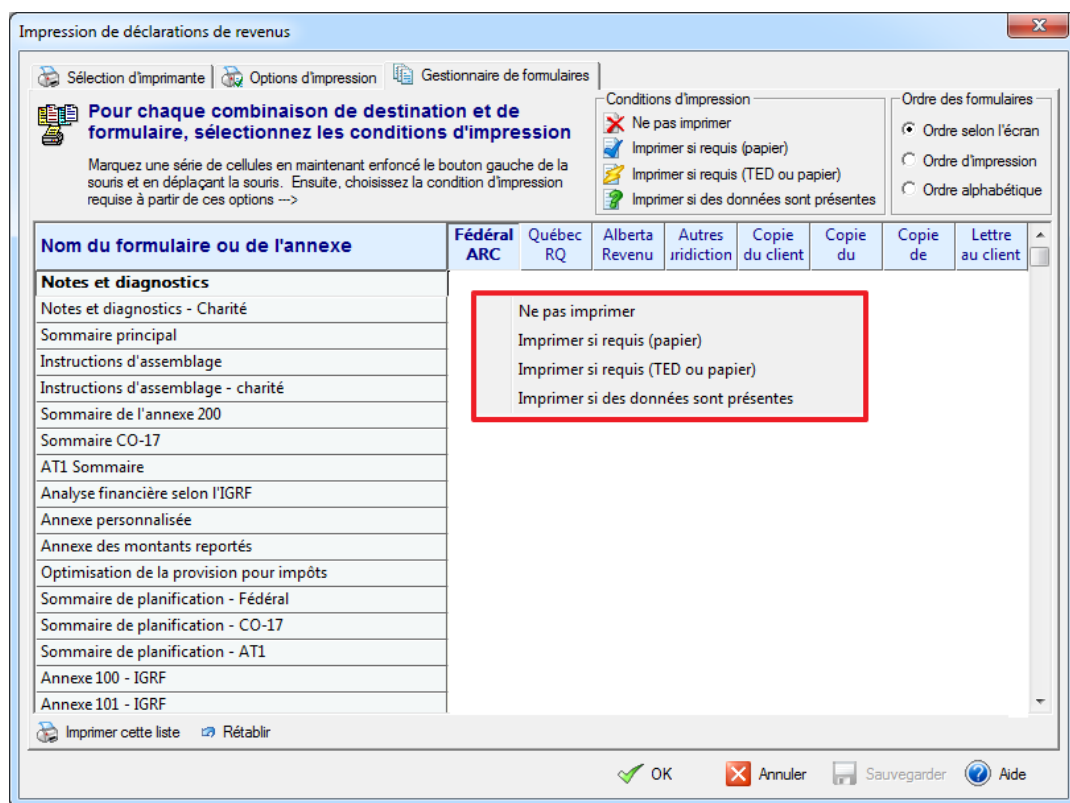 Impression de déclarations de revenus
Sélection d'imprimante
Options d'impression
Gestionnaire de formulaires
Pour chaque combinaison de destination et de
formulaire, sélectionnez les conditions d'impression
Marquez une série de cellules en maintenant enfoncé le bouton gauche de la
souris et en déplaçant la souris. Ensuite, choisissez la condition d'impression
requise à partir de ces options --->
Conditions d'impression
Ne pas imprimer
Imprimer si requis (papier)
Imprimer si requis (TED ou papier)
Imprimer si des données sont présentes
Ordre des formulaires
Ordre selon l'écran
Ordre d'impression
Ordre alphabétique
Nom du formulaire ou de l'annexe
Fédéral ARC
Québec RQ
Alberta Revenu
Autres uridiction
Copie du client
Copie du
Copie de
Lettre au client
Notes et diagnostics
Notes et diagnostics - Charité
Sommaire principal
Instructions d'assemblage
Instructions d'assemblage - charité
Sommaire de l'annexe 200
Sommaire CO-17
AT1 Sommaire
Analyse financière selon l'IGRF
Annexe personnalisée
Annexe des montants reportés
Optimisation de la provision pour impôts
Sommaire de planification - Fédéral
Sommaire de planification - CO-17
Sommaire de planification - AT1
Annexe 100 - IGRF
Annexe 101 - IGRF
Ne pas imprimer
Imprimer si requis (papier)
Imprimer si requis (TED ou papier)
Imprimer si des données sont présentes
Imprimer cette liste
Rétablir
OK
Annuler
Sauvegarder
Aide